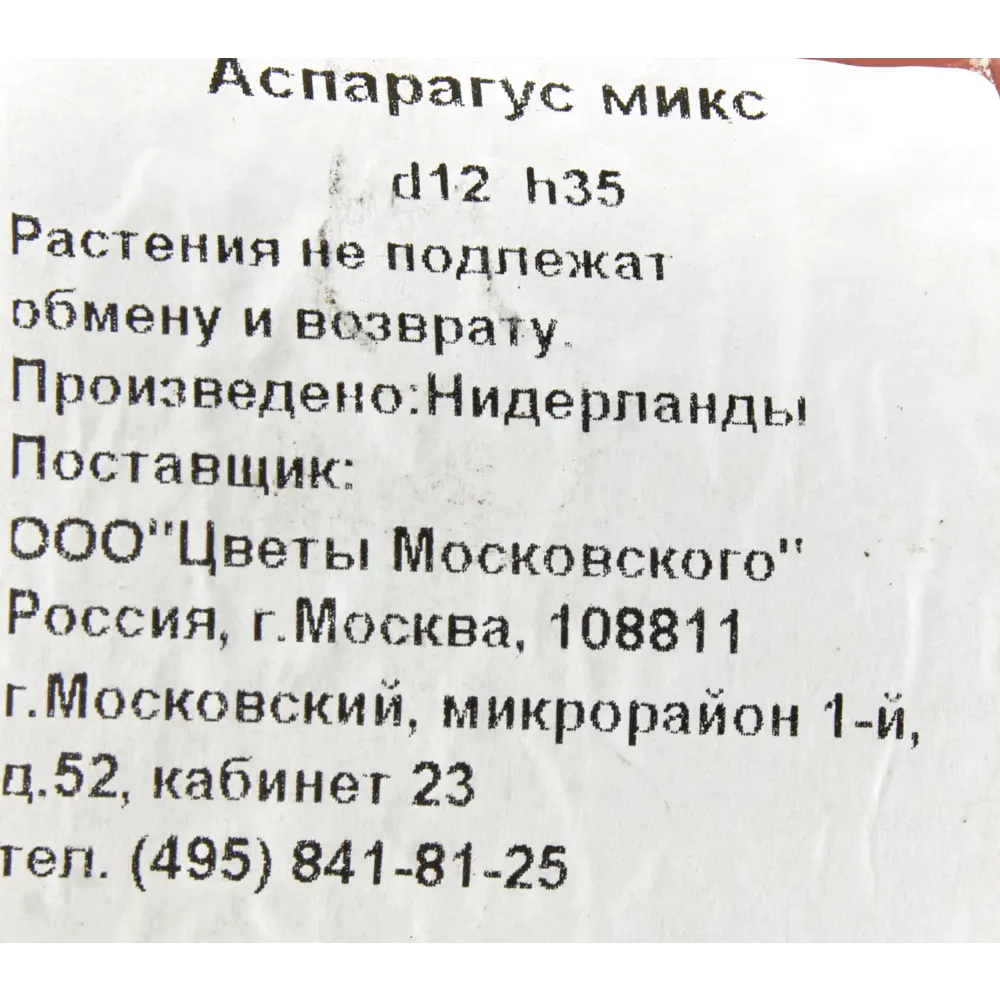 Аспарагус микс
d12 h35
Растения не подлежат
обмену и возврату.
Произведено:Нидерланды
Поставщик:
ООО"Цветы Московского"
Россия, г.Москва, 108811
г.Московский, микрорайон 1-й,
д.52, кабинет 23
тел. (495) 841-81-25